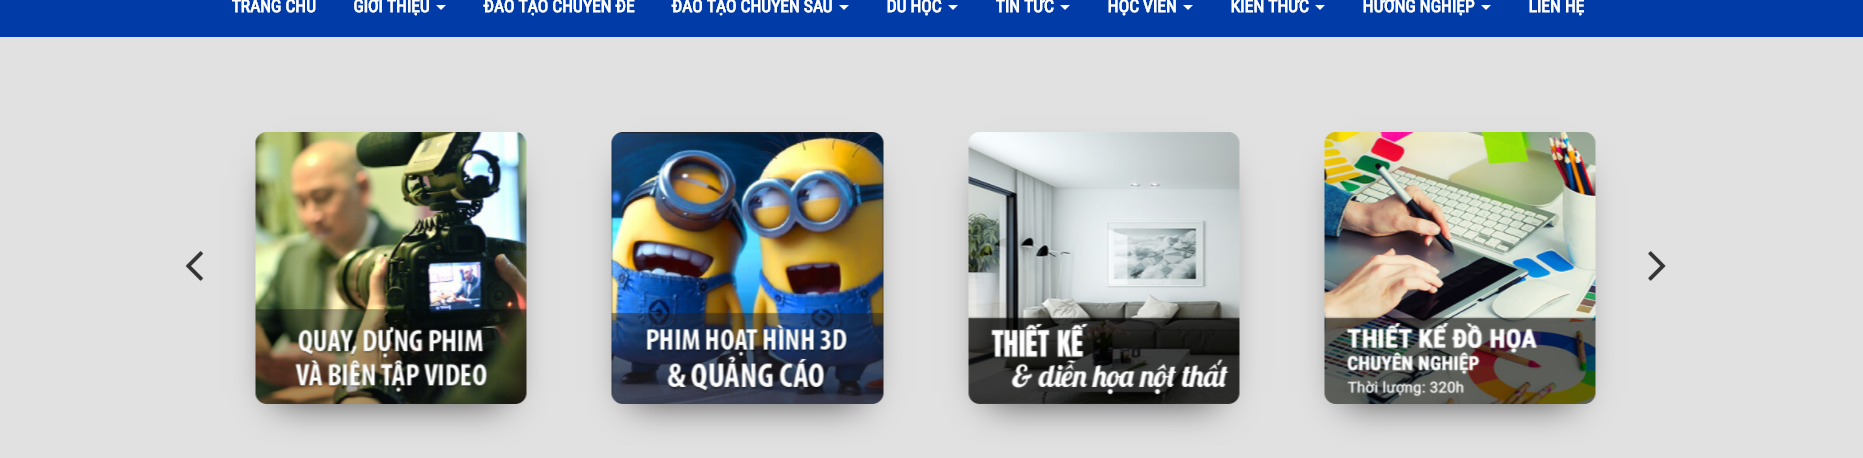 TRANG CHỦ GIỚI THIỆU ĐÀO TẠO CHUYÊN ĐỀ ĐÀO TẠO CHUYÊN SÂU DU HỌC TIN TỨC HỌC VIÊN KIẾN THỨC HƯỚNG NGHIỆP LIÊN HỆ
QUAY, DỰNG PHIM
VÀ BIÊN TẬP VIDEO
PHIM HOẠT HÌNH 3D
& QUẢNG CÁO
THIẾT KẾ
& diễn họa nột thất
THIẾT KẾ ĐỒ HỌA
CHUYÊN NGHIỆP
Thời lượng: 320h